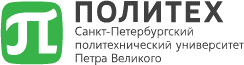 ПОЛИТЕХ
Санкт-Петербургский
политехнический университет
Петра Великого